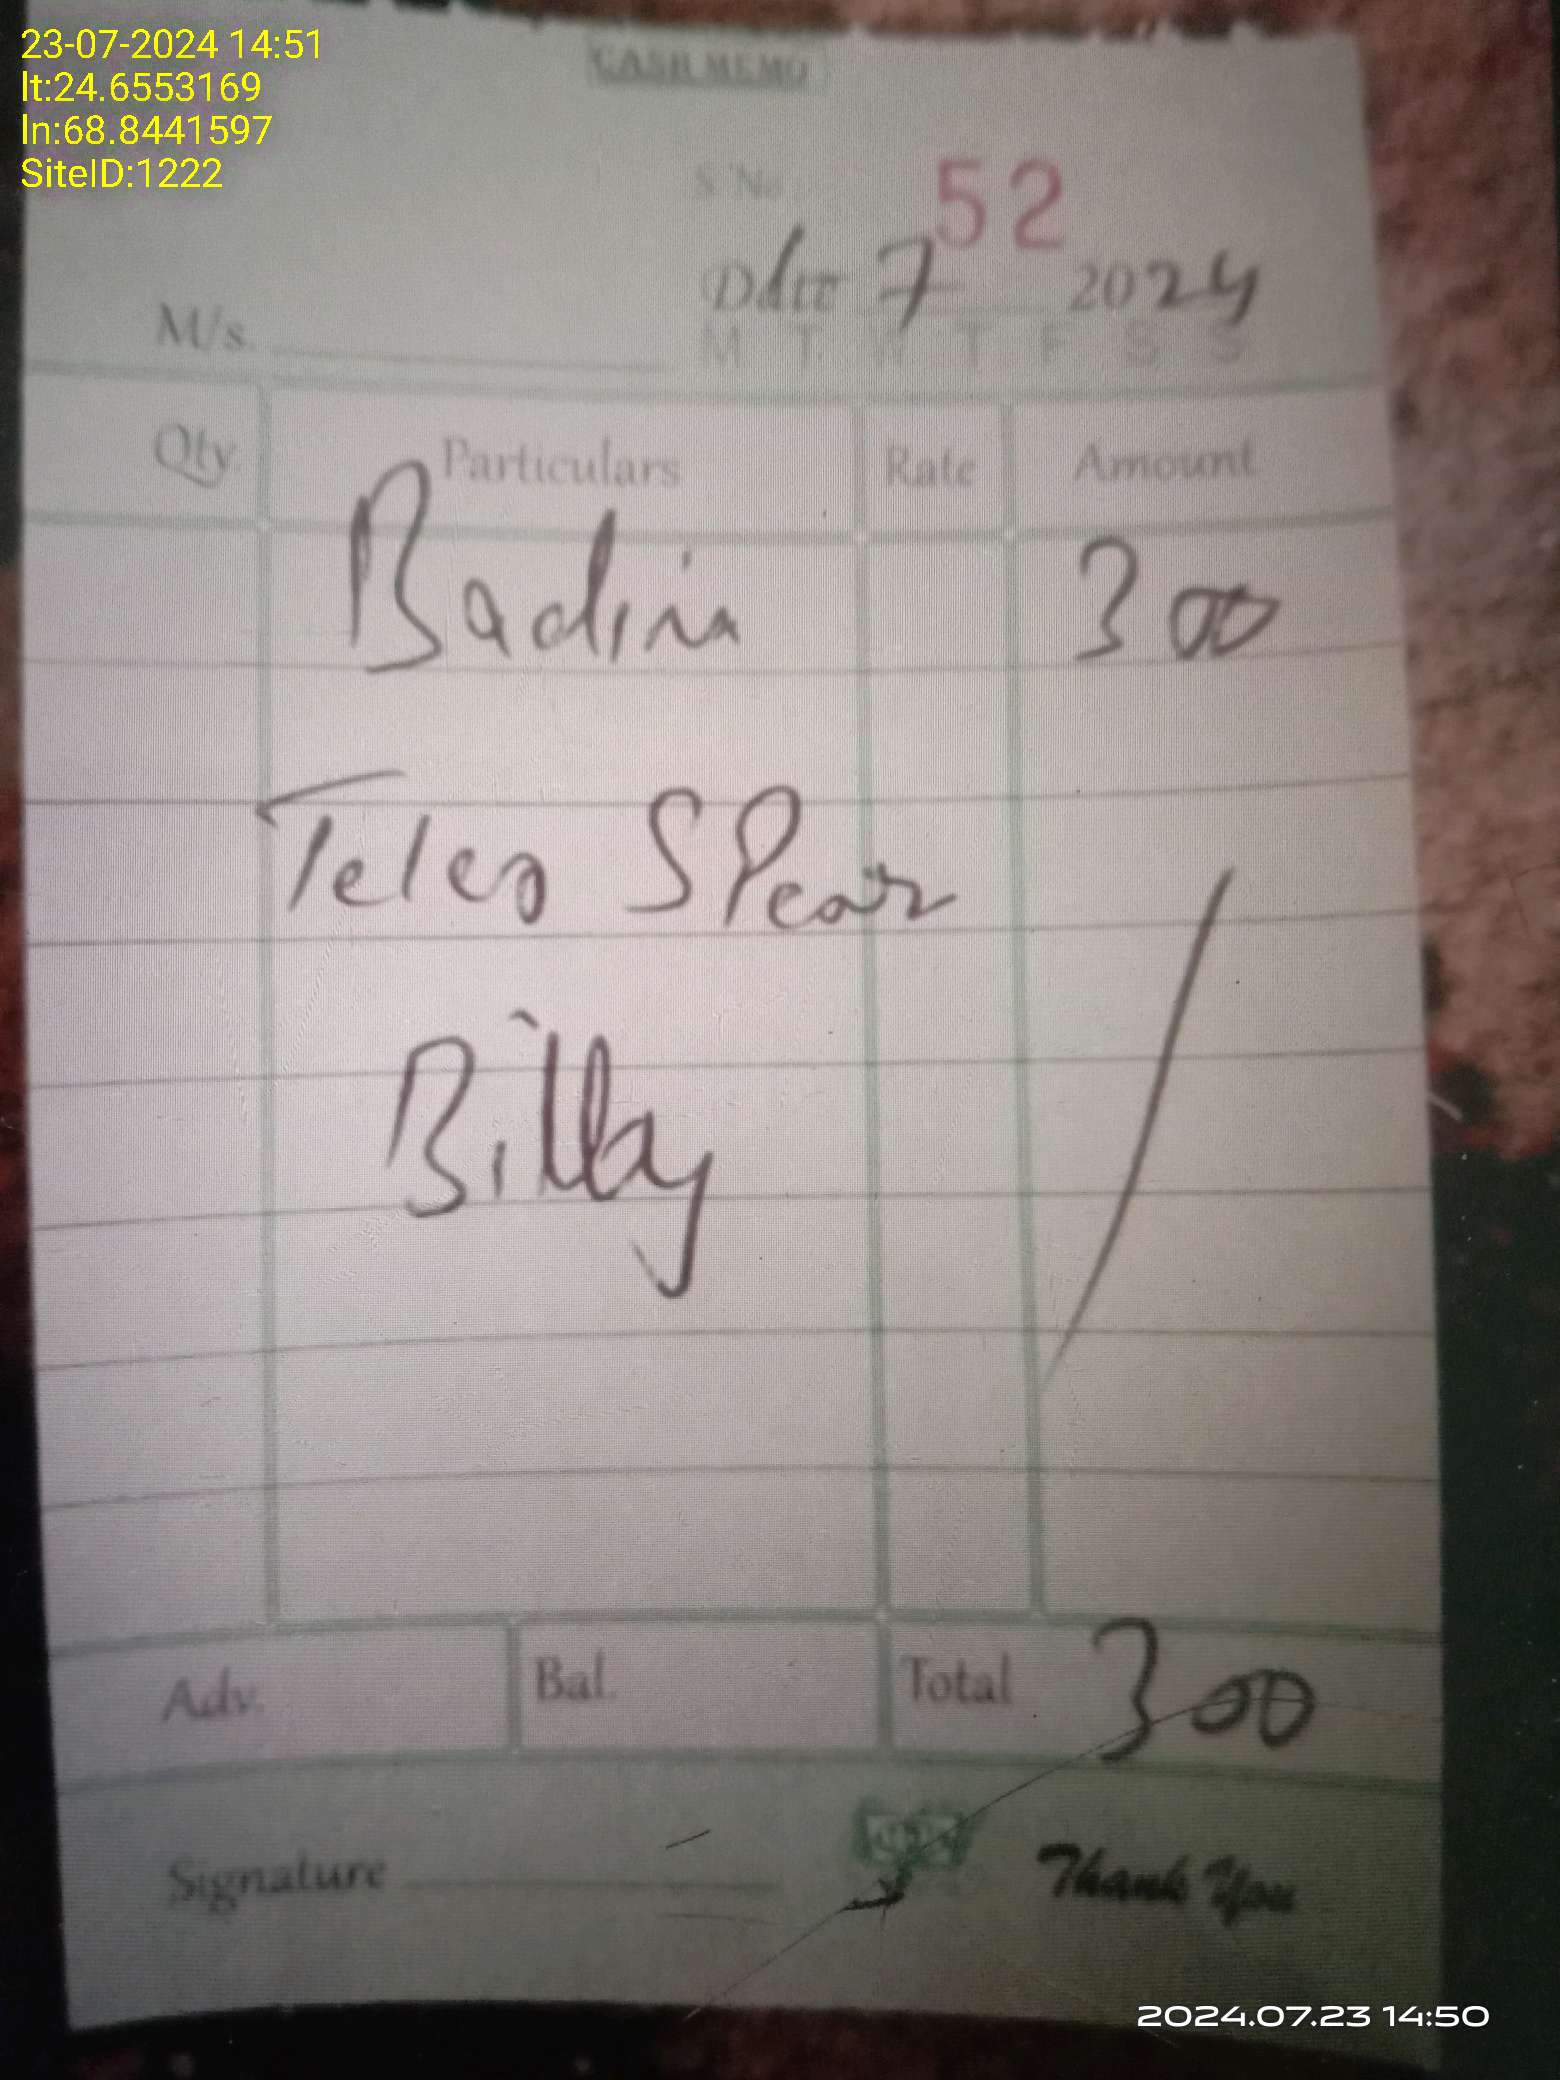 23-07-2024 14:51
lt:24.6553169
ln:68.8441597
SiteID:1222
CASH MEMO
S.No. 52
Date 7 2024
M/s.
M T W T F S S
Qty. Particulars Rate Amount
Badin 300
Teleo SPear
Billy
Adv. Bal. Total 300
Signature Thank You
2024.07.23 14:50